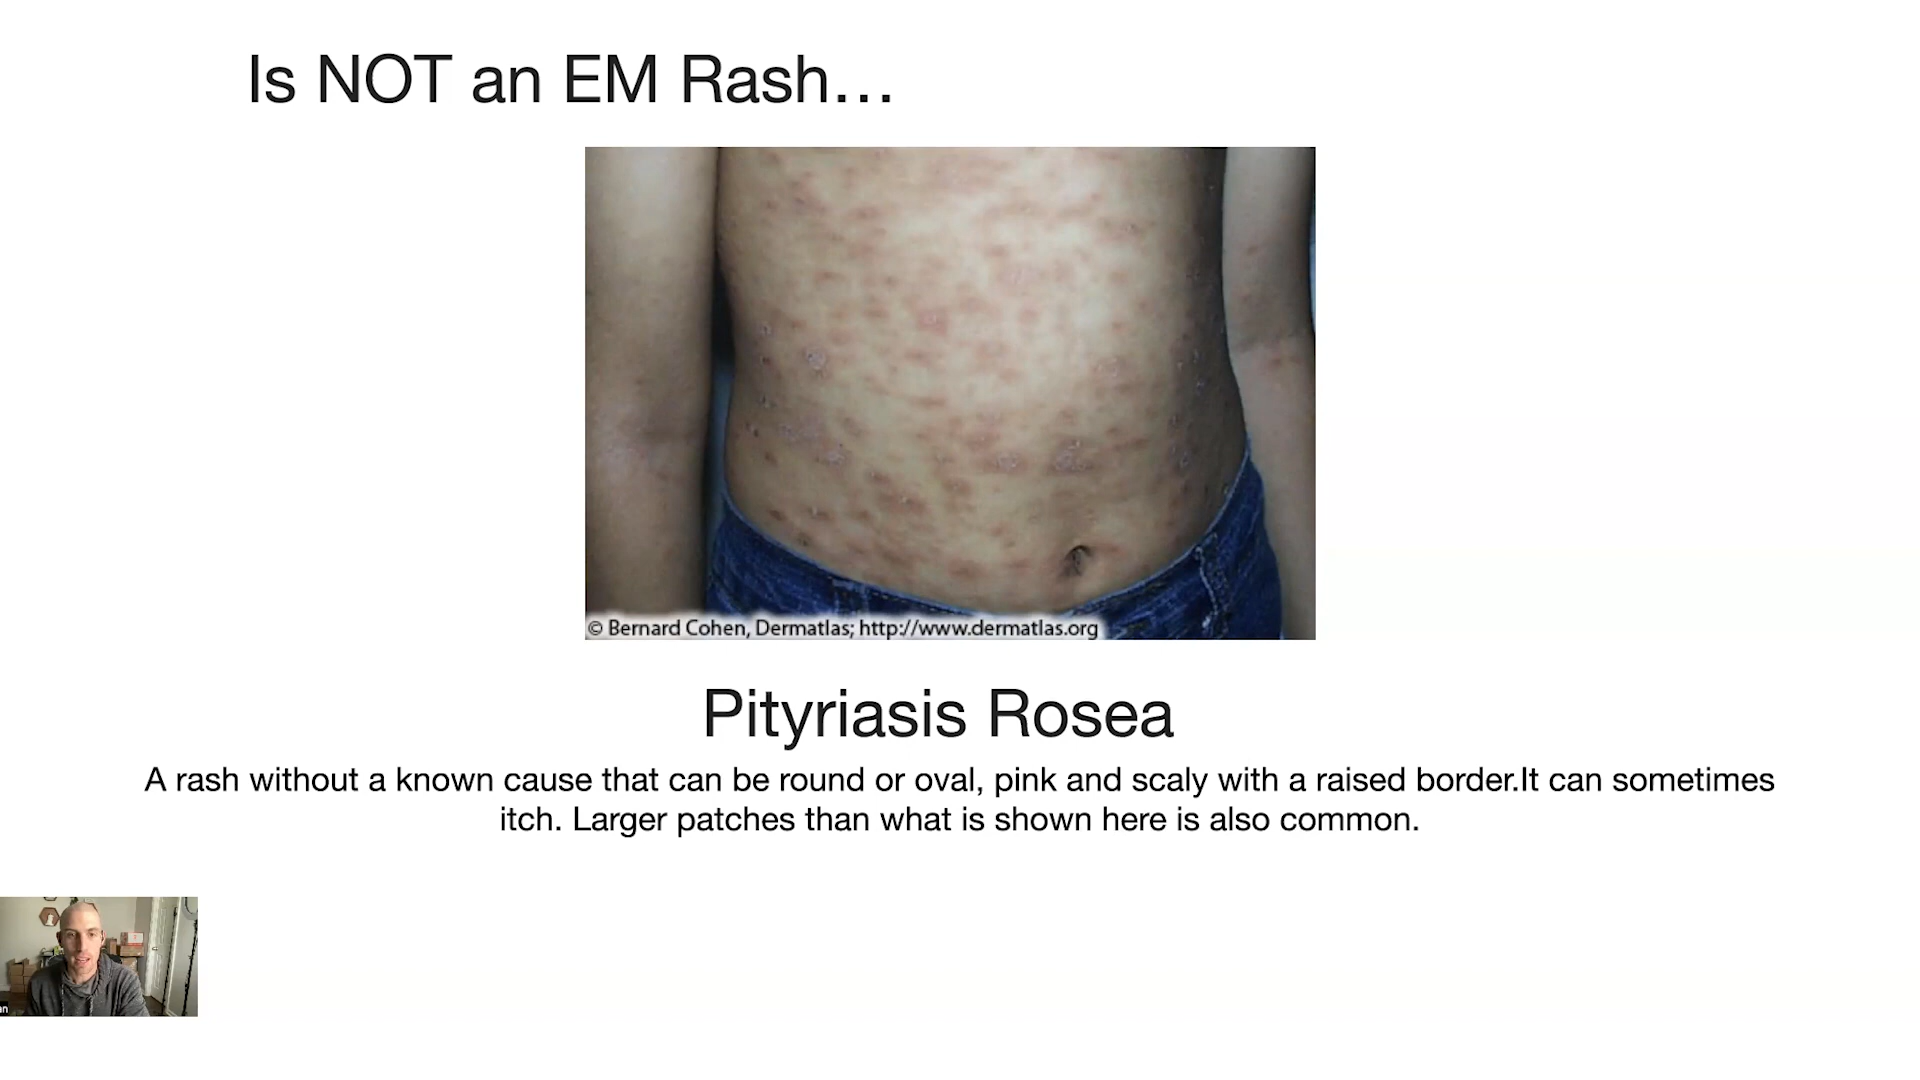 Is NOT an EM Rash…
© Bernard Cohen, Dermatlas; http://www.dermatlas.org
Pityriasis Rosea
A rash without a known cause that can be round or oval, pink and scaly with a raised border.It can sometimes
itch. Larger patches than what is shown here is also common.
an